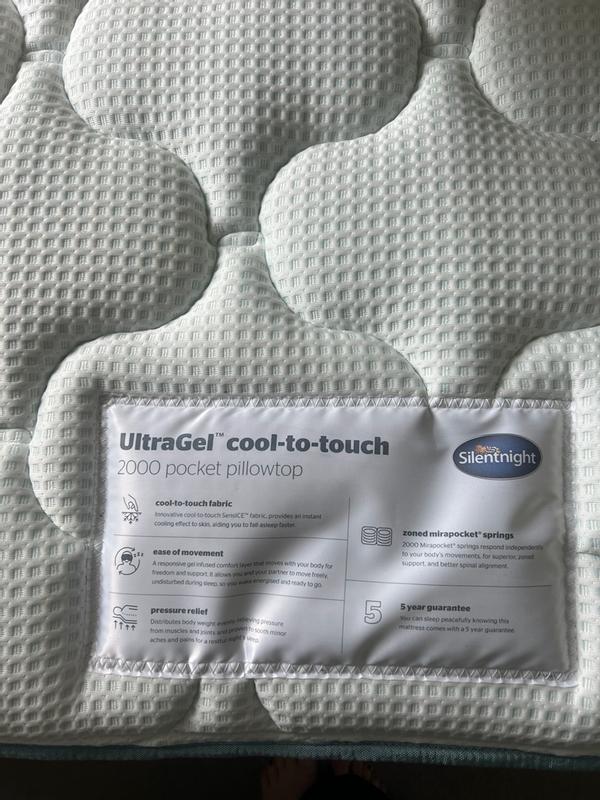 UltraGel™ cool-to-touch
2000 pocket pillowtop
Silentnight
cool-to-touch fabric
Innovative cool-to-touch SensICE™ fabric, provides an instant
cooling effect to skin, aiding you to fall asleep faster.
ease of movement
A responsive gel infused comfort layer that moves with your body for
freedom and support. It allows you and your partner to move freely,
undisturbed during sleep, so you wake energised and ready to go.
pressure relief
Distributes body weight evenly, relieving pressure
from muscles and joints and proven to sooth minor
aches and pains for a restful night's sleep.
zoned mirapocket® springs
2000 Mirapocket® springs respond independently
to your body's movements, for superior, zoned
support, and better spinal alignment.
5
5 year guarantee
You can sleep peacefully knowing this
mattress comes with a 5 year guarantee.